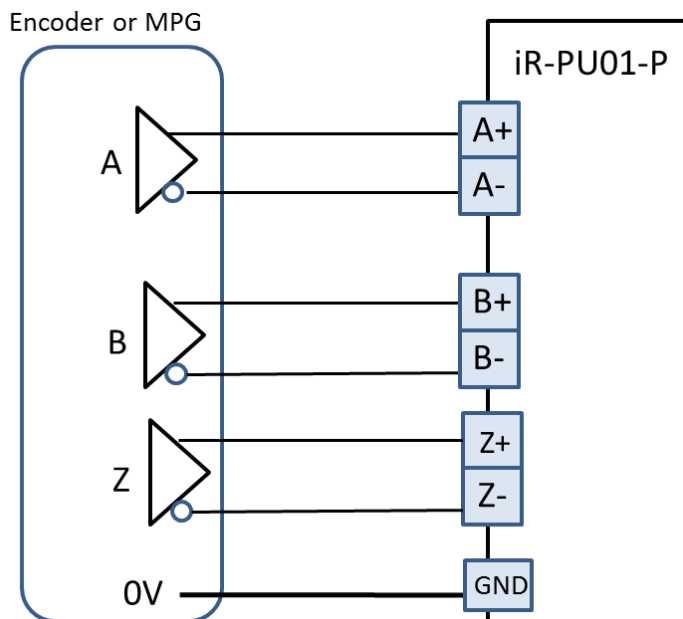 Encoder or MPG
iR-PU01-P
A
A+
A-
B
B+
B-
Z
Z+
Z-
0V
GND